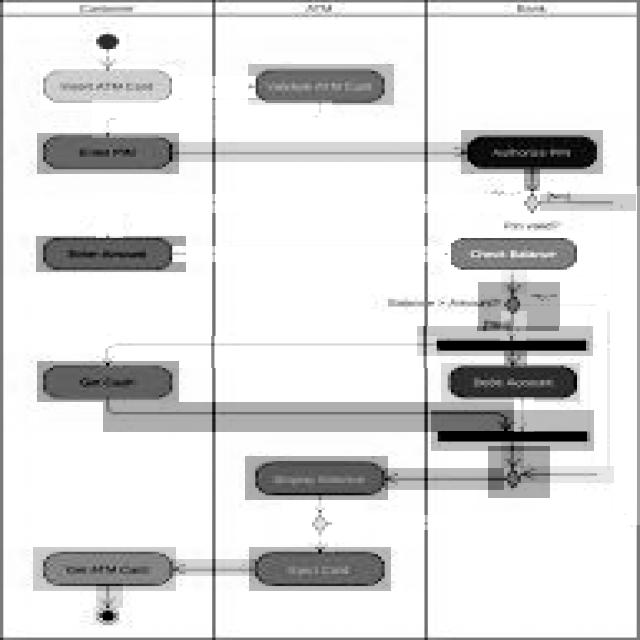 Customer
ATM
Bank
Insert ATM Card
Validate ATM Card
Enter PIN
Authorize PIN
Pin valid?
Enter Amount
Check Balance
Balance > Amount?
Get Cash
Debit Account
Display Balance
Get ATM Card
Eject Card